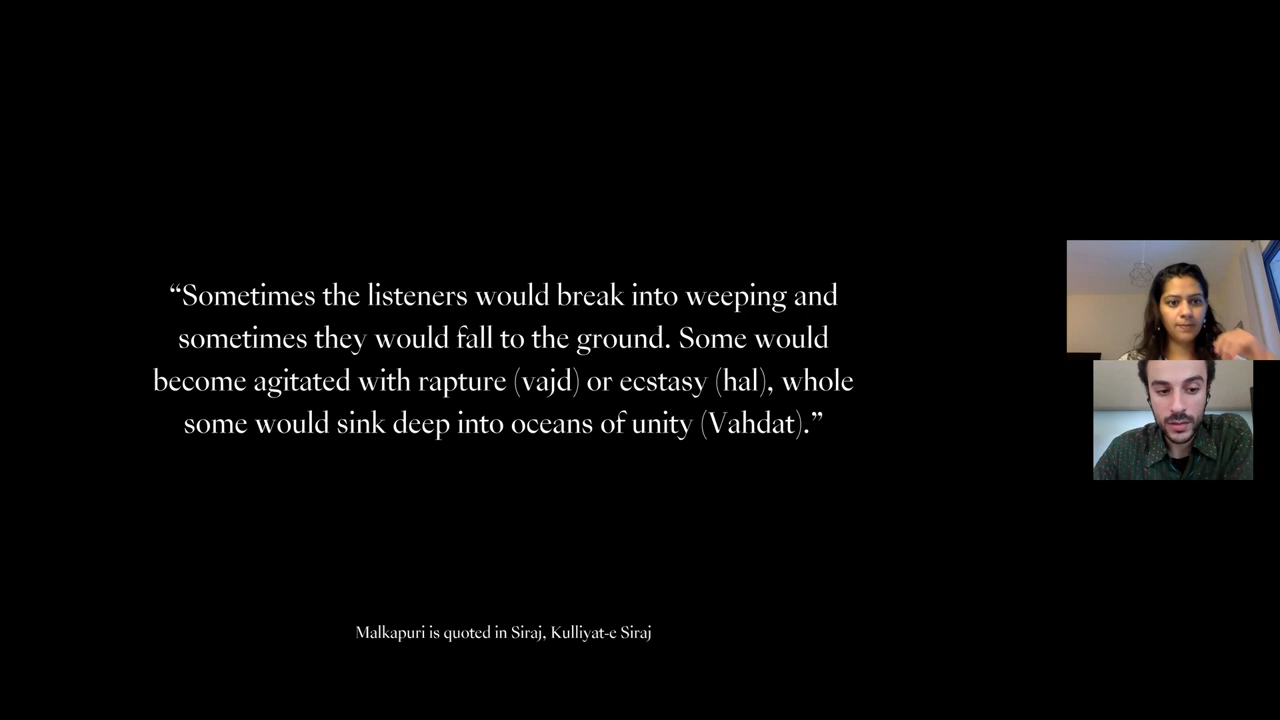 “Sometimes the listeners would break into weeping and
sometimes they would fall to the ground. Some would
become agitated with rapture (vajd) or ecstasy (hal), whole
some would sink deep into oceans of unity (Vahdat).”
Malkapuri is quoted in Siraj, Kulliyat-e Siraj